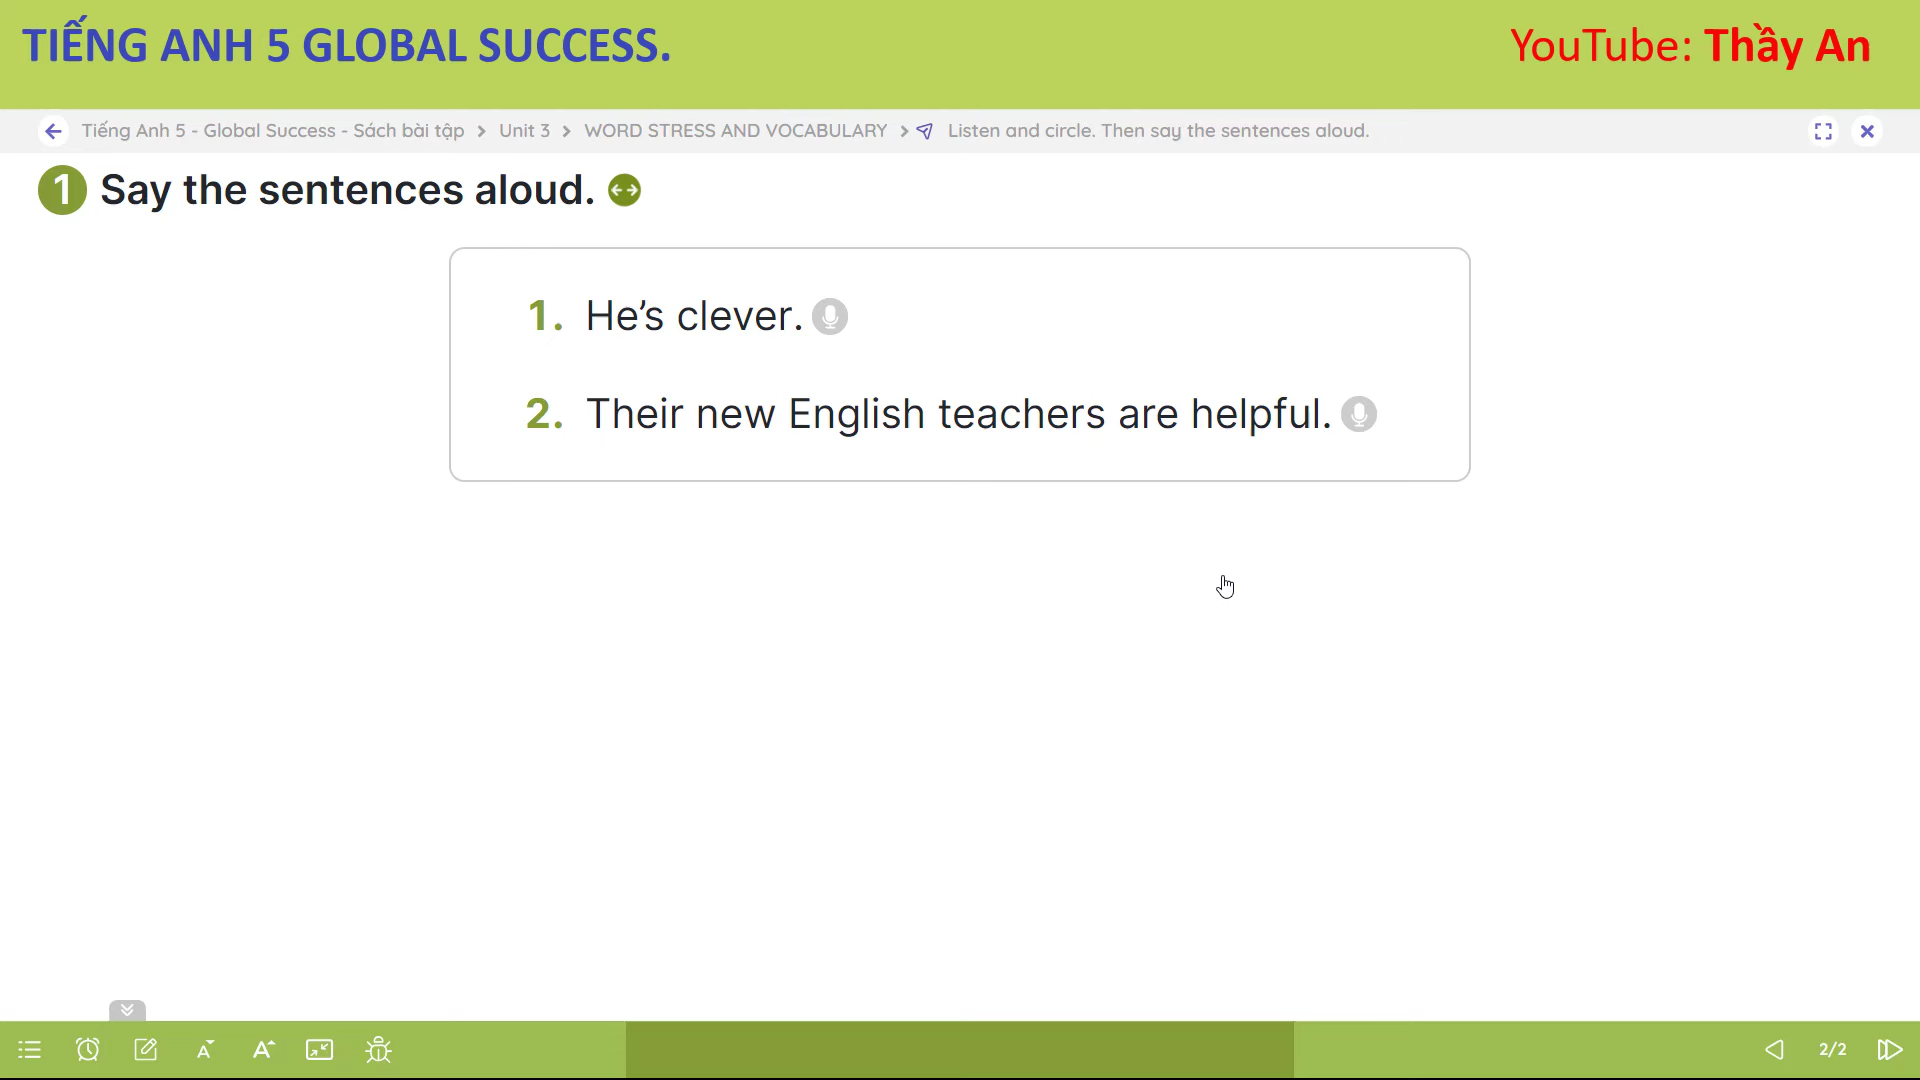 TIẾNG ANH 5 GLOBAL SUCCESS.
YouTube: Thầy An
Tiếng Anh 5 - Global Success - Sách bài tập > Unit 3 > WORD STRESS AND VOCABULARY > Listen and circle. Then say the sentences aloud.
1 Say the sentences aloud.
1. He’s clever.
2. Their new English teachers are helpful.
A A
2/2